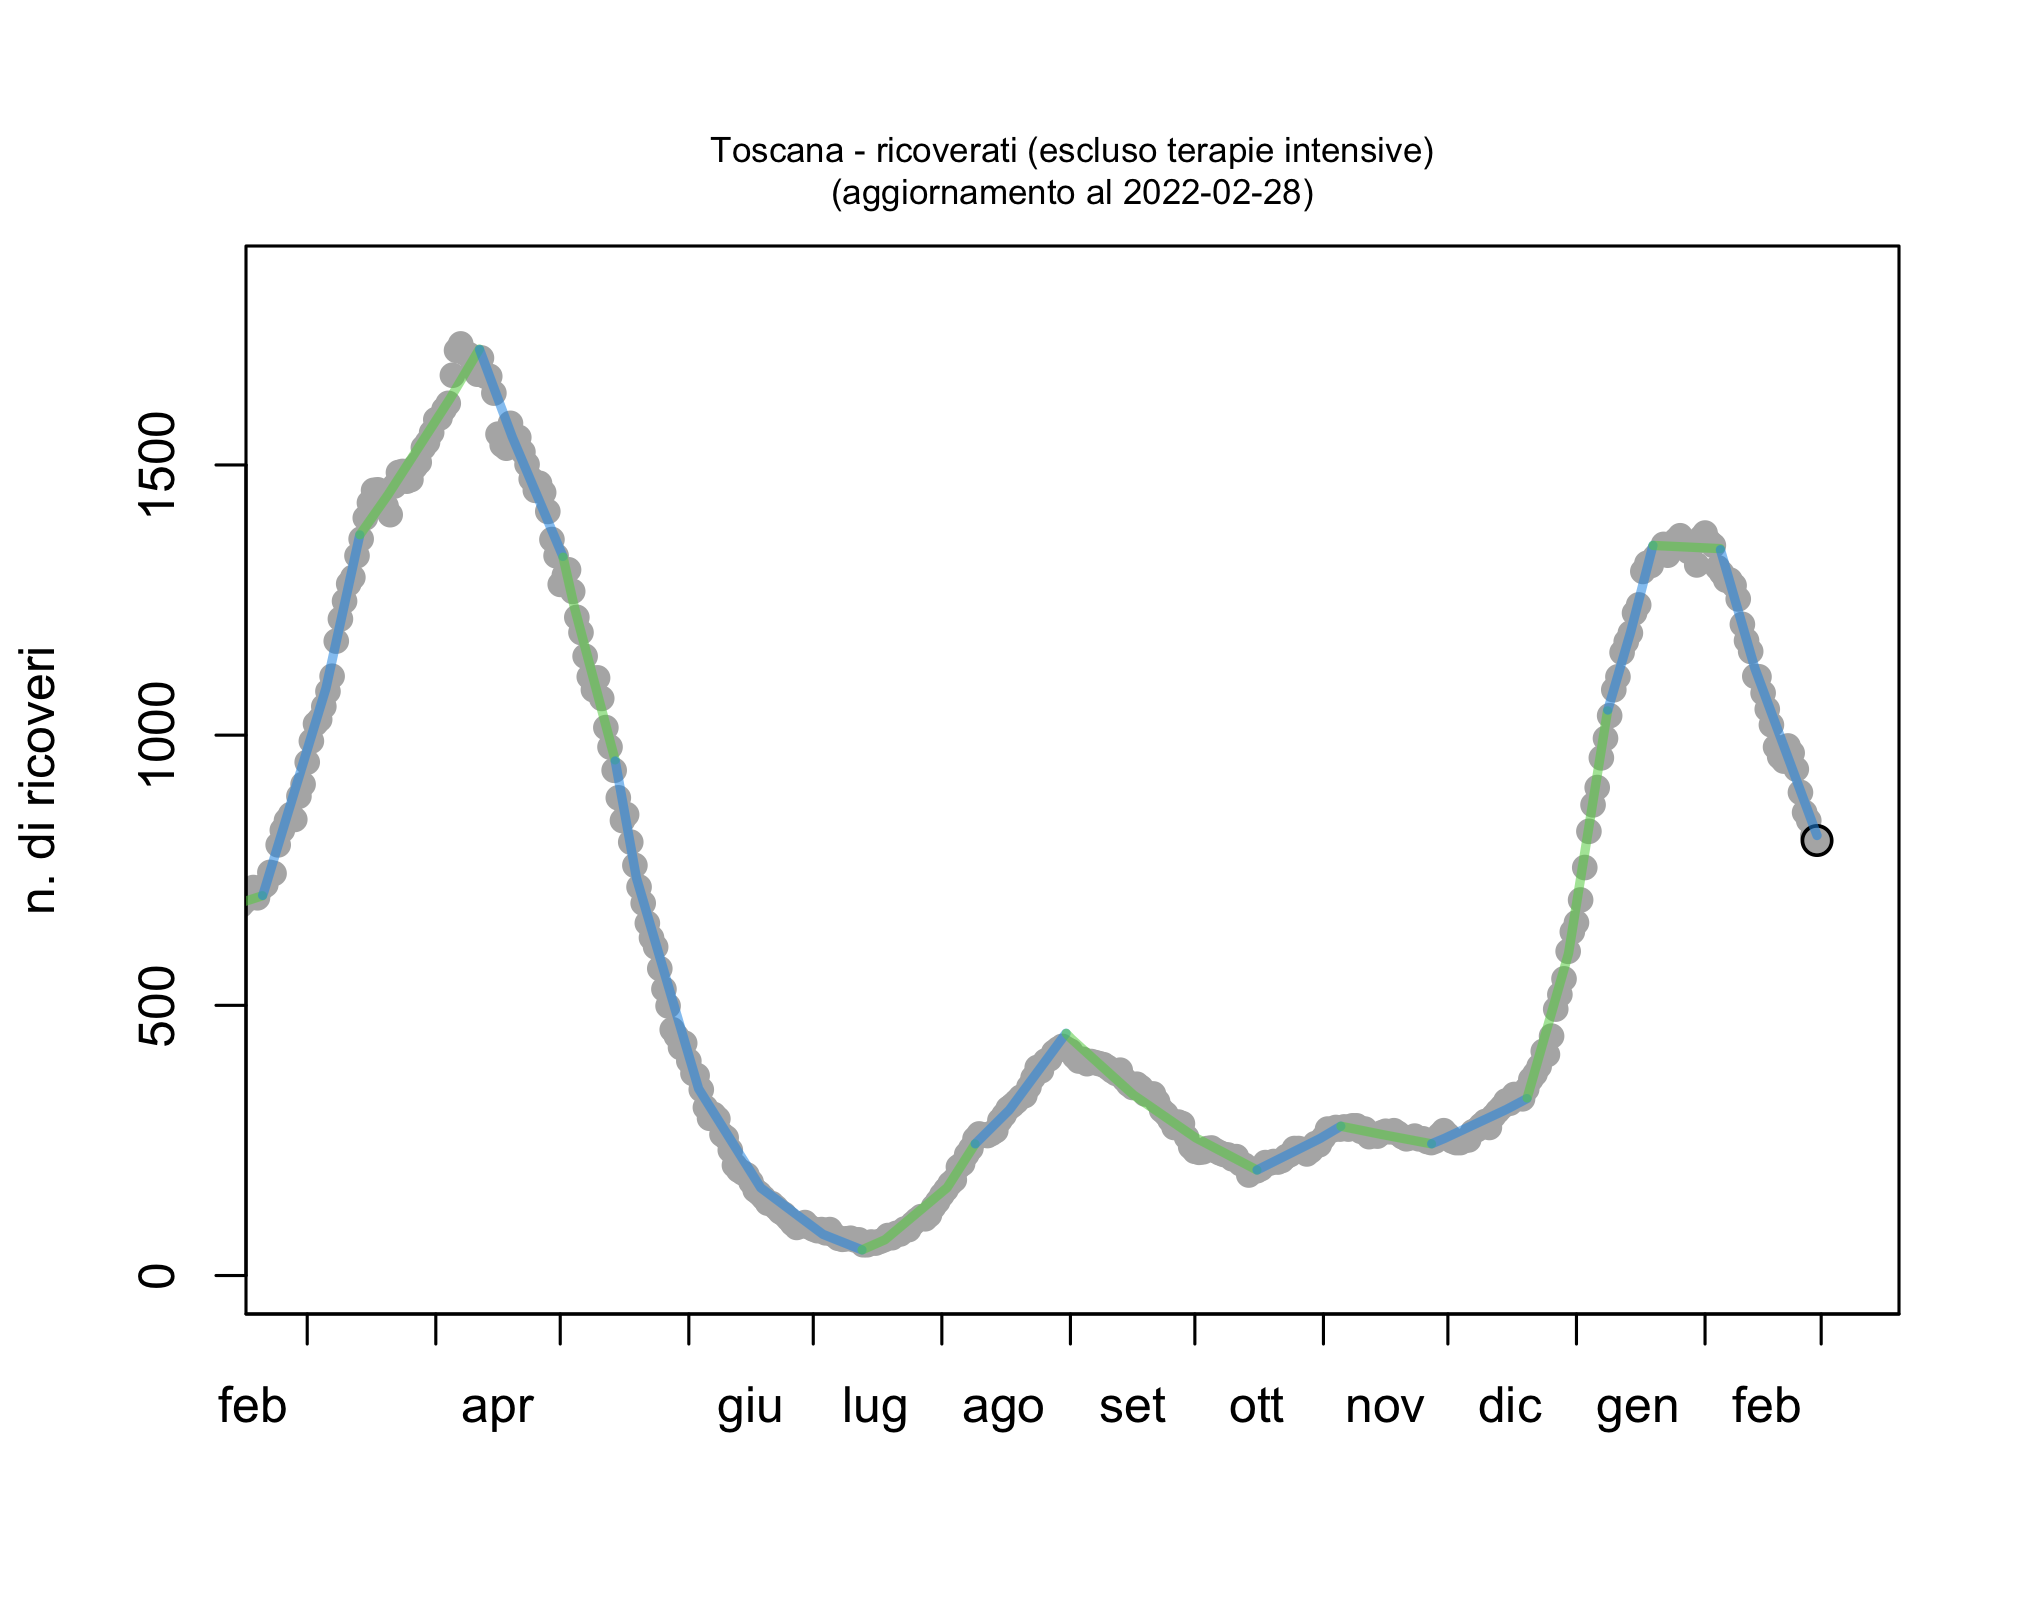 Toscana - ricoverati (escluso terapie intensive)
(aggiornamento al 2022-02-28)
n. di ricoveri
1500
1000
500
0
feb apr giu lug ago set ott nov dic gen feb